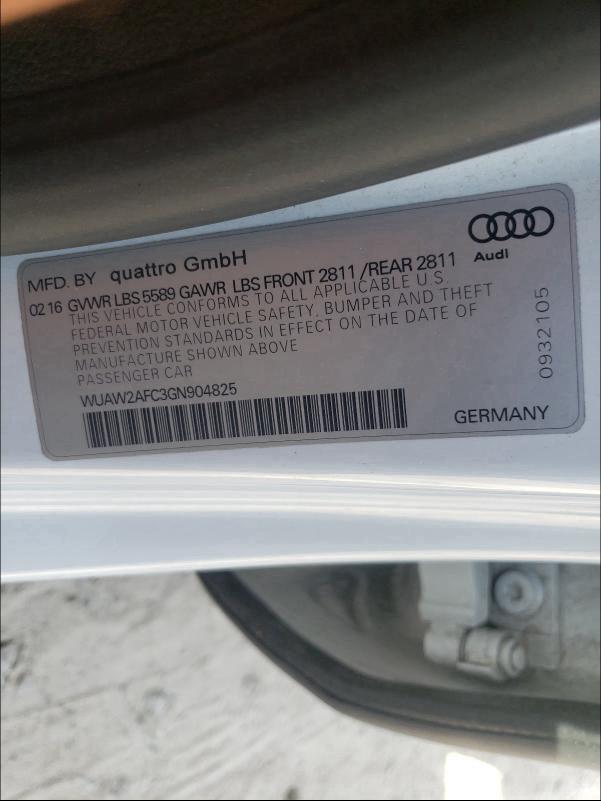 MFD. BY quattro GmbH
Audi
02 16 GVWR LBS 5589 GAWR LBS FRONT 2811 /REAR 2811
THIS VEHICLE CONFORMS TO ALL APPLICABLE U.S.
FEDERAL MOTOR VEHICLE SAFETY, BUMPER AND THEFT
PREVENTION STANDARDS IN EFFECT ON THE DATE OF
MANUFACTURE SHOWN ABOVE
PASSENGER CAR
WUAW2AFC3GN904825
GERMANY
0932105